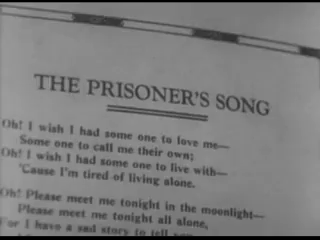 THE PRISONER'S SONG
Oh! I wish I had some one to love me—
Some one to call me their own;
Oh! I wish I had some one to live with—
'Cause I'm tired of living alone.
Oh! Please meet me tonight in the moonlight—
Please meet me tonight all alone,
For I have a sad story to tell